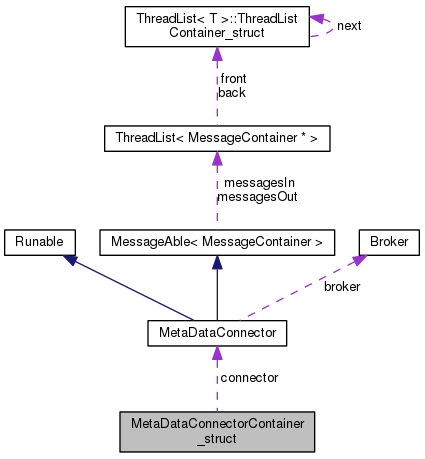 ThreadList< T >::ThreadList
Container_struct
next
front
back
ThreadList< MessageContainer * >
messagesIn
messagesOut
Runable
MessageAble< MessageContainer >
Broker
broker
MetaDataConnector
connector
MetaDataConnectorContainer
_struct